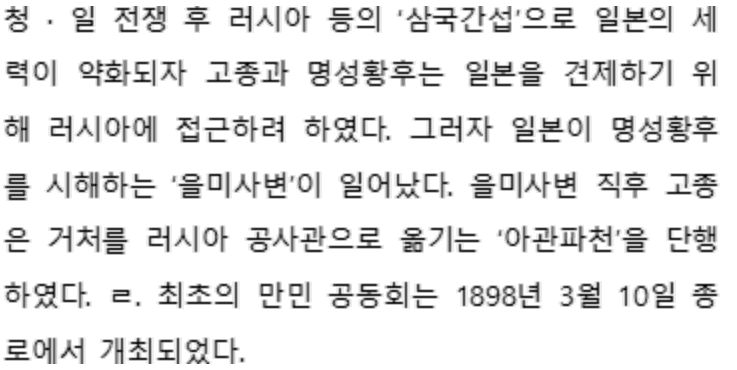 청 · 일 전쟁 후 러시아 등의 ‘삼국간섭’으로 일본의 세
력이 약화되자 고종과 명성황후는 일본을 견제하기 위
해 러시아에 접근하려 하였다. 그러자 일본이 명성황후
를 시해하는 ‘을미사변’이 일어났다. 을미사변 직후 고종
은 거처를 러시아 공사관으로 옮기는 ‘아관파천’을 단행
하였다. ㄹ. 최초의 만민 공동회는 1898년 3월 10일 종
로에서 개최되었다.